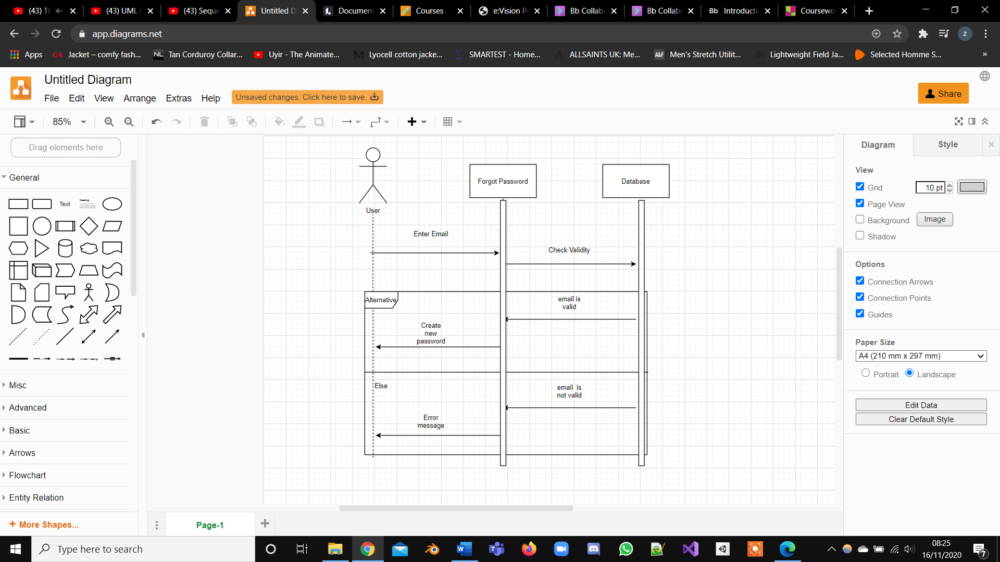 (43) Tl
(43) UML
(43) Seque
Untitled D
Document
Courses
e:Vision P
Bb Collab
Bb Collab
Bb Introducti
Coursewo
app.diagrams.net
z
Apps
Jacket – comfy fash...
NL Tan Corduroy Collar...
Uyir - The Animate...
M Lyocell cotton jacke...
Σ SMARTEST - Home...
A ALLSAINTS UK: Me...
A&F Men's Stretch Utilit...
BR Lightweight Field Ja...
Selected Homme S...
»
Untitled Diagram
File Edit View Arrange Extras Help
Unsaved changes. Click here to save.
Share
85%
Drag elements here
General
Text
Heading
Misc
Advanced
Basic
Arrows
Flowchart
Entity Relation
+ More Shapes...
User
Forgot Password
Database
Enter Email
Check Validity
Alternative
email is
valid
Create
new
password
Else
email is
not valid
Error
message
Page-1
Diagram
Style
View
Grid
10 pt
Page View
Background
Image
Shadow
Options
Connection Arrows
Connection Points
Guides
Paper Size
A4 (210 mm x 297 mm)
Portrait
Landscape
Edit Data
Clear Default Style
Type here to search
08:25
16/11/2020
7